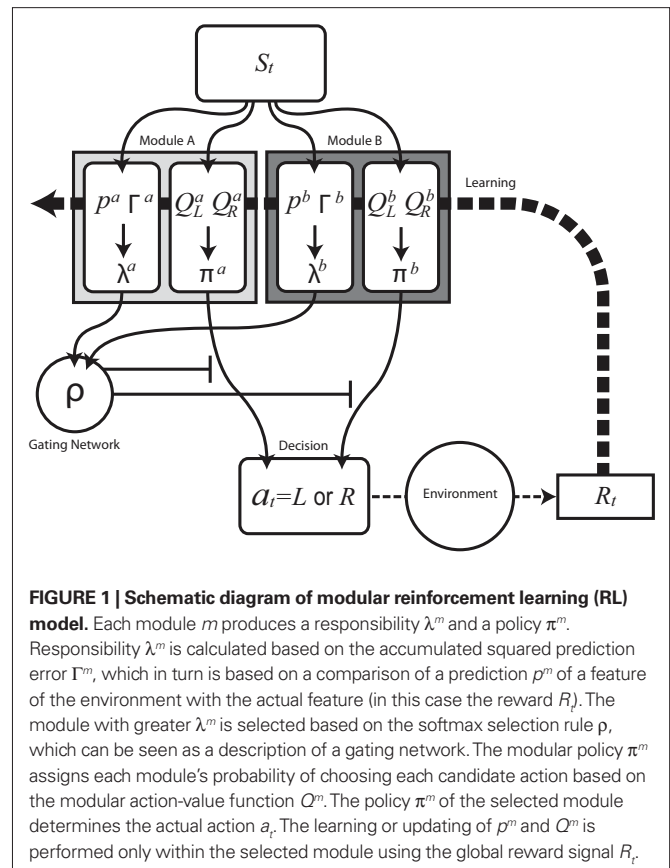 S_t
Module A
Module B
Learning
p^a Γ^a
Q_L^a Q_R^a
p^b Γ^b
Q_L^b Q_R^b
λ^a
π^a
λ^b
π^b
ρ
Gating Network
Decision
a_t=L or R
Environment
R_t
FIGURE 1 | Schematic diagram of modular reinforcement learning (RL)
model. Each module m produces a responsibility λ^m and a policy π^m.
Responsibility λ^m is calculated based on the accumulated squared prediction
error Γ^m, which in turn is based on a comparison of a prediction p^m of a feature
of the environment with the actual feature (in this case the reward R_t). The
module with greater λ^m is selected based on the softmax selection rule ρ,
which can be seen as a description of a gating network. The modular policy π^m
assigns each module's probability of choosing each candidate action based on
the modular action-value function Q^m. The policy π^m of the selected module
determines the actual action a_t. The learning or updating of p^m and Q^m is
performed only within the selected module using the global reward signal R_t.